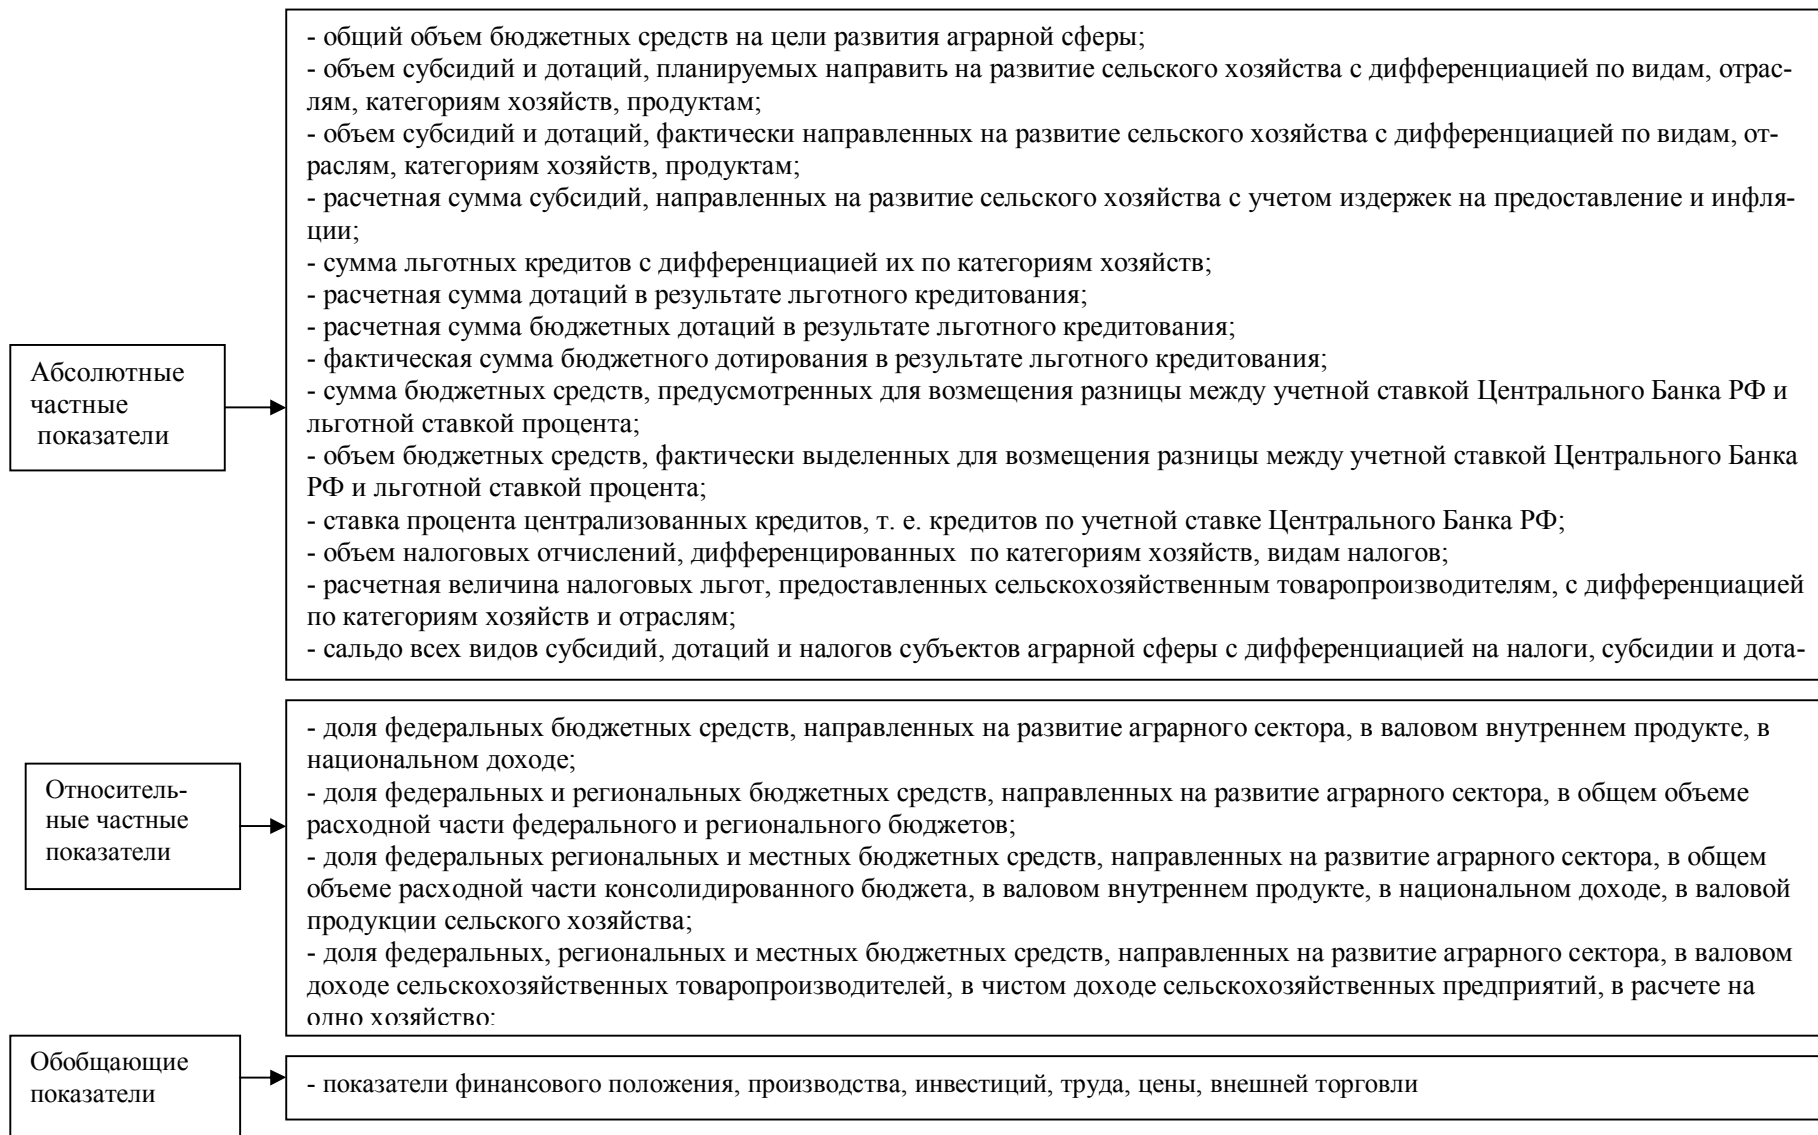 - общий объем бюджетных средств на цели развития аграрной сферы;
- объем субсидий и дотаций, планируемых направить на развитие сельского хозяйства с дифференциацией по видам, отрас-
лям, категориям хозяйств, продуктам;
- объем субсидий и дотаций, фактически направленных на развитие сельского хозяйства с дифференциацией по видам, от-
раслям, категориям хозяйств, продуктам;
- расчетная сумма субсидий, направленных на развитие сельского хозяйства с учетом издержек на предоставление и инфля-
ции;
- сумма льготных кредитов с дифференциацией их по категориям хозяйств;
- расчетная сумма дотаций в результате льготного кредитования;
- расчетная сумма бюджетных дотаций в результате льготного кредитования;
- фактическая сумма бюджетного дотирования в результате льготного кредитования;
- сумма бюджетных средств, предусмотренных для возмещения разницы между учетной ставкой Центрального Банка РФ и
льготной ставкой процента;
- объем бюджетных средств, фактически выделенных для возмещения разницы между учетной ставкой Центрального Банка
РФ и льготной ставкой процента;
- ставка процента централизованных кредитов, т. е. кредитов по учетной ставке Центрального Банка РФ;
- объем налоговых отчислений, дифференцированных  по категориям хозяйств, видам налогов;
- расчетная величина налоговых льгот, предоставленных сельскохозяйственным товаропроизводителям, с дифференциацией
по категориям хозяйств и отраслям;
- сальдо всех видов субсидий, дотаций и налогов субъектов аграрной сферы с дифференциацией на налоги, субсидии и дота-
Абсолютные
частные
показатели
- доля федеральных бюджетных средств, направленных на развитие аграрного сектора, в валовом внутреннем продукте, в
национальном доходе;
- доля федеральных и региональных бюджетных средств, направленных на развитие аграрного сектора, в общем объеме
расходной части федерального и регионального бюджетов;
- доля федеральных региональных и местных бюджетных средств, направленных на развитие аграрного сектора, в общем
объеме расходной части консолидированного бюджета, в валовом внутреннем продукте, в национальном доходе, в валовой
продукции сельского хозяйства;
- доля федеральных, региональных и местных бюджетных средств, направленных на развитие аграрного сектора, в валовом
доходе сельскохозяйственных товаропроизводителей, в чистом доходе сельскохозяйственных предприятий, в расчете на
одно хозяйство;
Относитель-
ные частные
показатели
Обобщающие
показатели
- показатели финансового положения, производства, инвестиций, труда, цены, внешней торговли